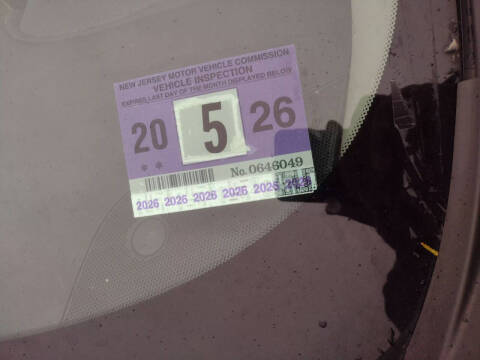 NEW JERSEY MOTOR VEHICLE COMMISSION
VEHICLE INSPECTION
EXPIRES LAST DAY OF THE MONTH DISPLAYED BELOW
20 5 26
**
No. 0646049
2026 2026 2026 2026 2026 2026